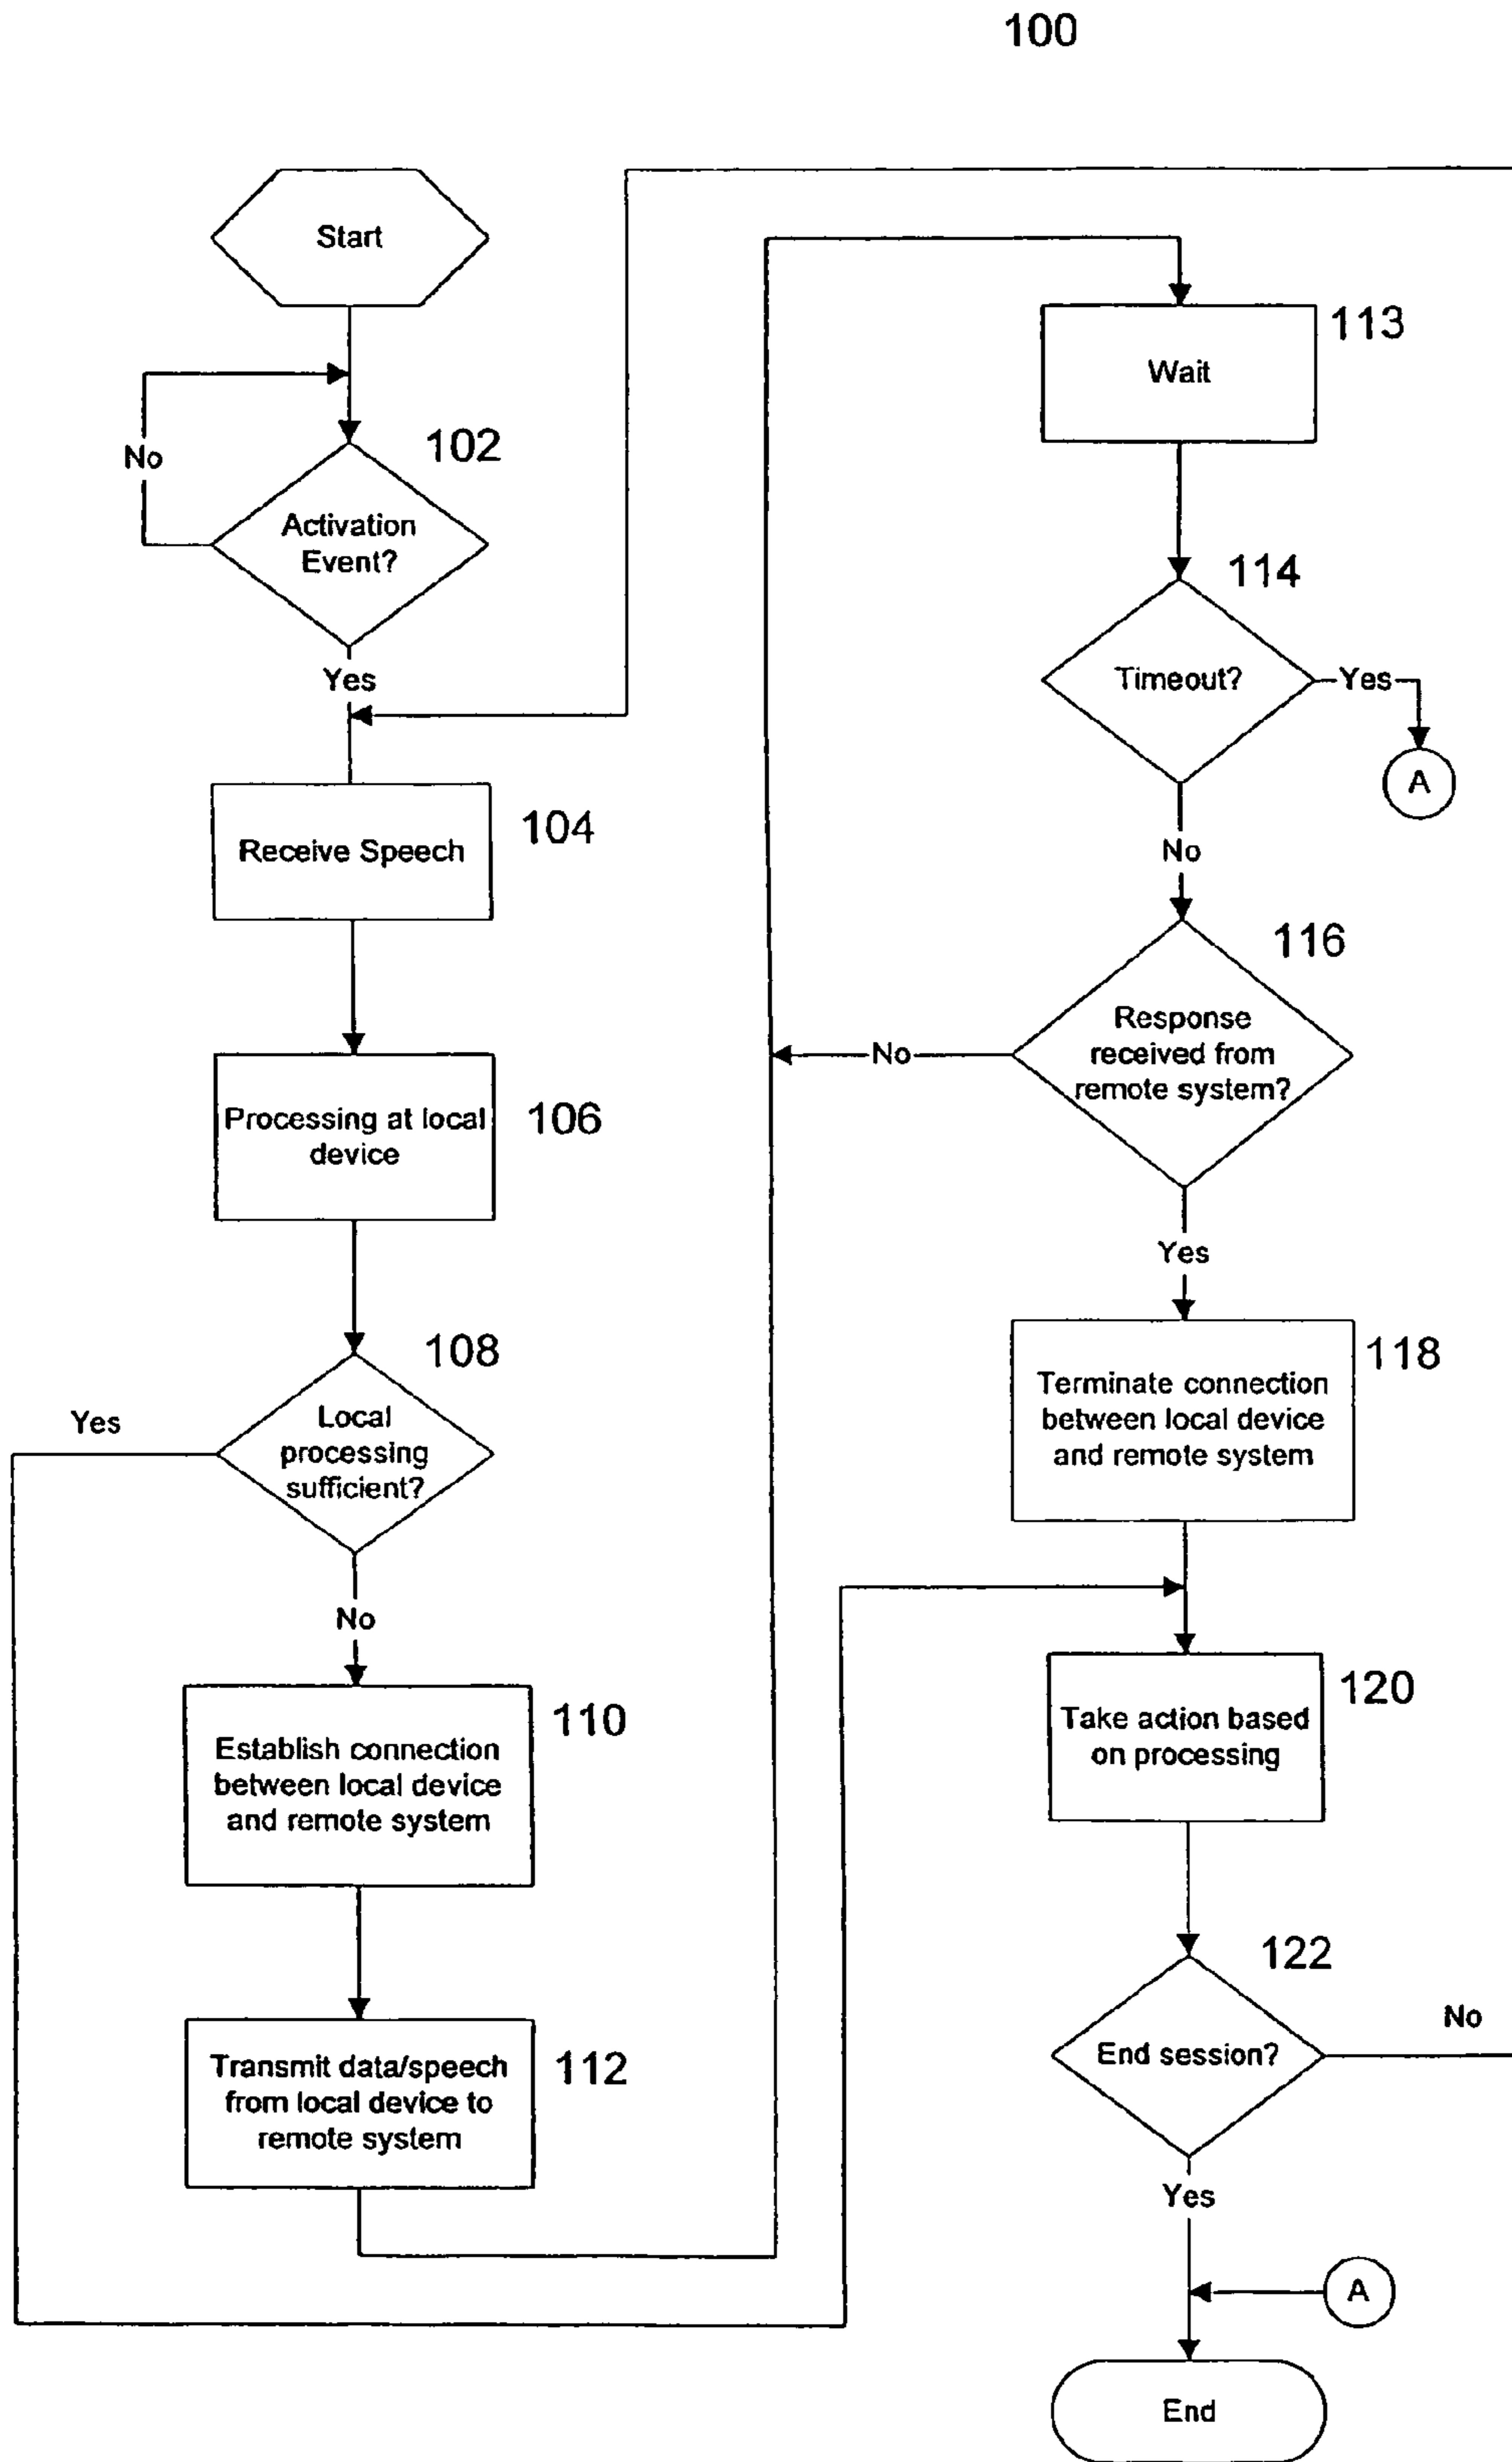 100
Start
No
102
Activation
Event?
Yes
Receive Speech
104
Processing at local
device
106
108
Yes
Local
processing
sufficient?
No
Establish connection
between local device
and remote system
110
Transmit data/speech
from local device to
remote system
112
Wait
113
114
Timeout?
Yes
A
No
116
Response
received from
remote system?
No
Yes
Terminate connection
between local device
and remote system
118
Take action based
on processing
120
122
End session?
No
Yes
A
End